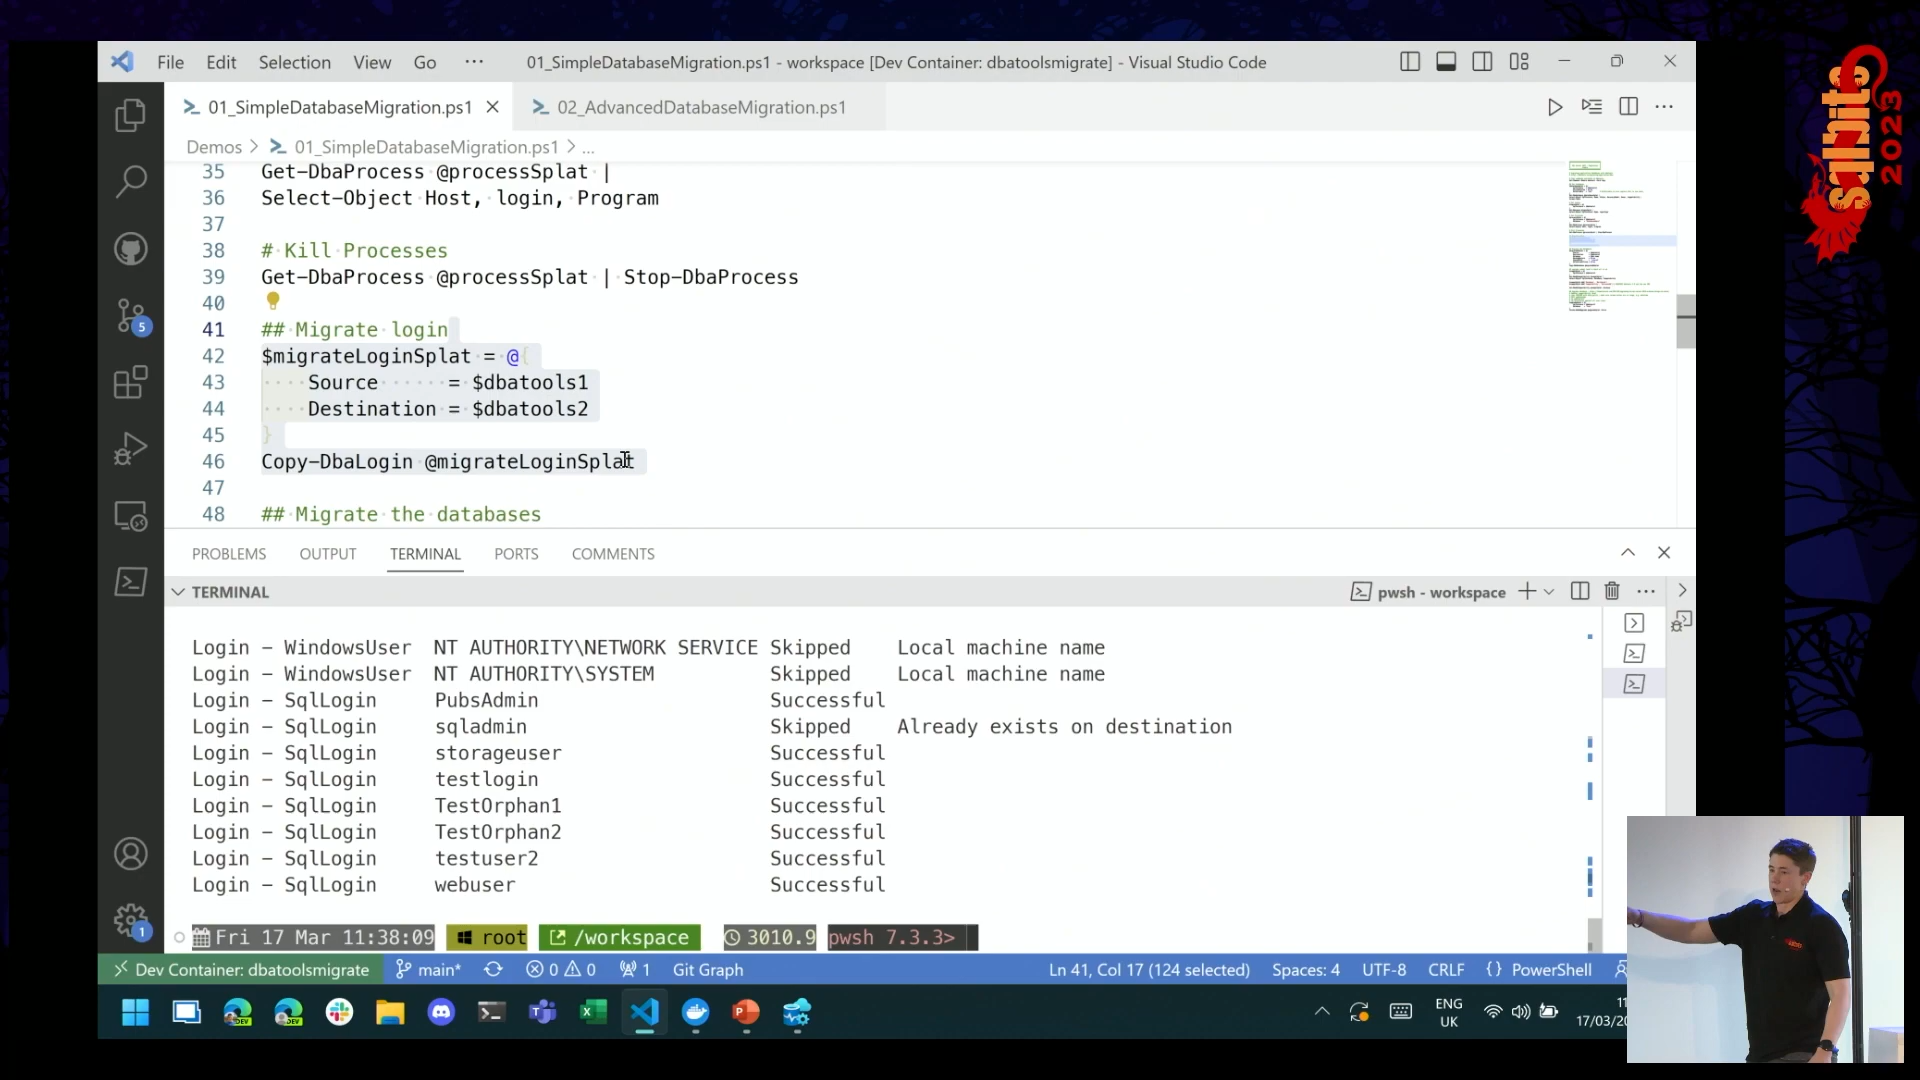 File Edit Selection View Go ··· 01_SimpleDatabaseMigration.ps1 - workspace [Dev Container: dbatoolsmigrate] - Visual Studio Code
01_SimpleDatabaseMigration.ps1 02_AdvancedDatabaseMigration.ps1
Demos > 01_SimpleDatabaseMigration.ps1 > ...
35 Get-DbaProcess @processSplat |
36 Select-Object Host, login, Program
37
38 # Kill Processes
39 Get-DbaProcess @processSplat | Stop-DbaProcess
40
41 ## Migrate login
42 $migrateLoginSplat = @{
43 Source = $dbatools1
44 Destination = $dbatools2
45 }
46 Copy-DbaLogin @migrateLoginSplat
47
48 ## Migrate the databases
PROBLEMS OUTPUT TERMINAL PORTS COMMENTS
TERMINAL pwsh - workspace
Login - WindowsUser NT AUTHORITY\NETWORK SERVICE Skipped Local machine name
Login - WindowsUser NT AUTHORITY\SYSTEM Skipped Local machine name
Login - SqlLogin PubsAdmin Successful
Login - SqlLogin sqladmin Skipped Already exists on destination
Login - SqlLogin storageuser Successful
Login - SqlLogin testlogin Successful
Login - SqlLogin TestOrphan1 Successful
Login - SqlLogin TestOrphan2 Successful
Login - SqlLogin testuser2 Successful
Login - SqlLogin webuser Successful
Fri 17 Mar 11:38:09 root /workspace 3010.9 pwsh 7.3.3>
Dev Container: dbatoolsmigrate main* 0 0 1 Git Graph Ln 41, Col 17 (124 selected) Spaces: 4 UTF-8 CRLF {} PowerShell
5
1
DEV DEV
ENG
UK
17/03/20
sqlbits
2023